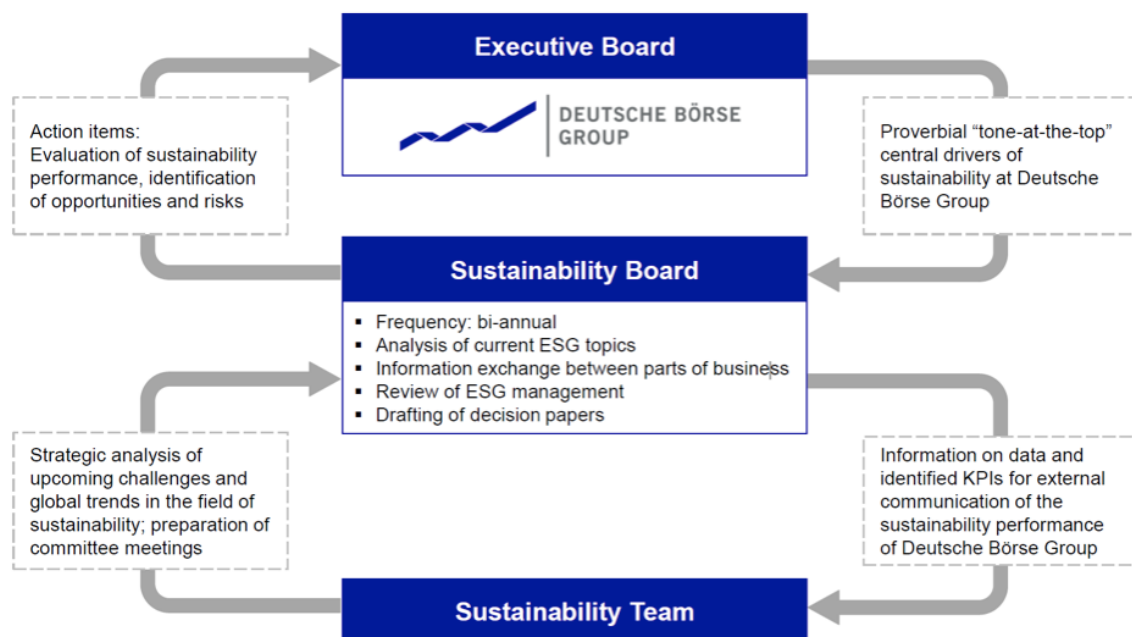 Executive Board
DEUTSCHE BÖRSE
GROUP
Action items:
Evaluation of sustainability
performance, identification
of opportunities and risks
Proverbial “tone-at-the-top”
central drivers of
sustainability at Deutsche
Börse Group
Sustainability Board
▪ Frequency: bi-annual
▪ Analysis of current ESG topics
▪ Information exchange between parts of business
▪ Review of ESG management
▪ Drafting of decision papers
Strategic analysis of
upcoming challenges and
global trends in the field of
sustainability; preparation of
committee meetings
Information on data and
identified KPIs for external
communication of the
sustainability performance
of Deutsche Börse Group
Sustainability Team